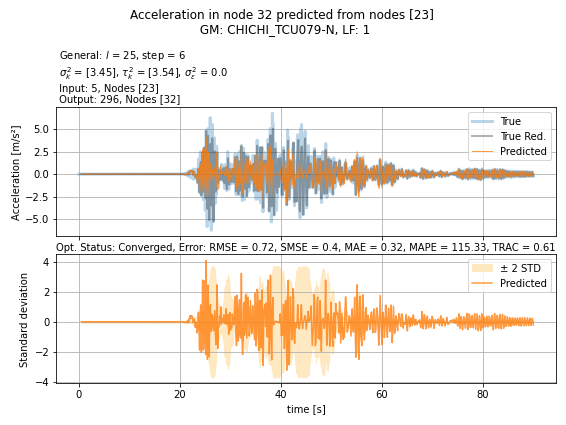 Acceleration in node 32 predicted from nodes [23]
GM: CHICHI_TCU079-N, LF: 1
General: l = 25, step = 6
σ²ₖ = [3.45], τ²ₖ = [3.54], σ²ε = 0.0
Input: 5, Nodes [23]
Output: 296, Nodes [32]
Acceleration [m/s²]
5.0
2.5
0.0
−2.5
−5.0
True
True Red.
Predicted
Opt. Status: Converged, Error: RMSE = 0.72, SMSE = 0.4, MAE = 0.32, MAPE = 115.33, TRAC = 0.61
Standard deviation
4
2
0
−2
−4
± 2 STD
Predicted
0 20 40 60 80
time [s]